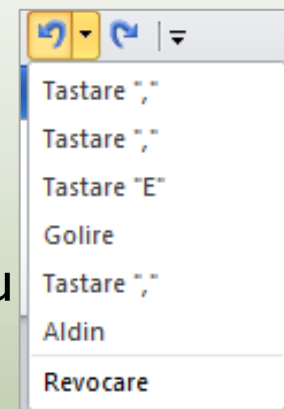 Tastare ","
Tastare ","
Tastare "E"
Golire
u
Tastare ","
Aldin
Revocare